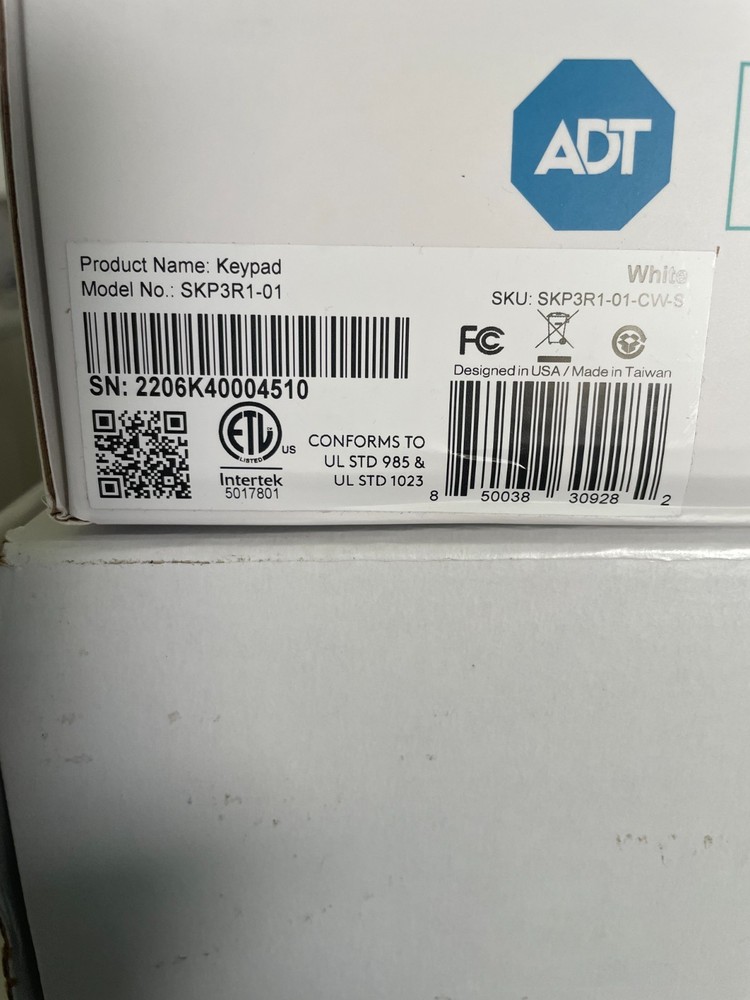 ADT
Product Name: Keypad
Model No.: SKP3R1-01
White
SKU: SKP3R1-01-CW-S
FC
Designed in USA / Made in Taiwan
SN: 2206K40004510
ETL
LISTED
US
Intertek
5017801
CONFORMS TO
UL STD 985 &
UL STD 1023
8 50038 30928 2